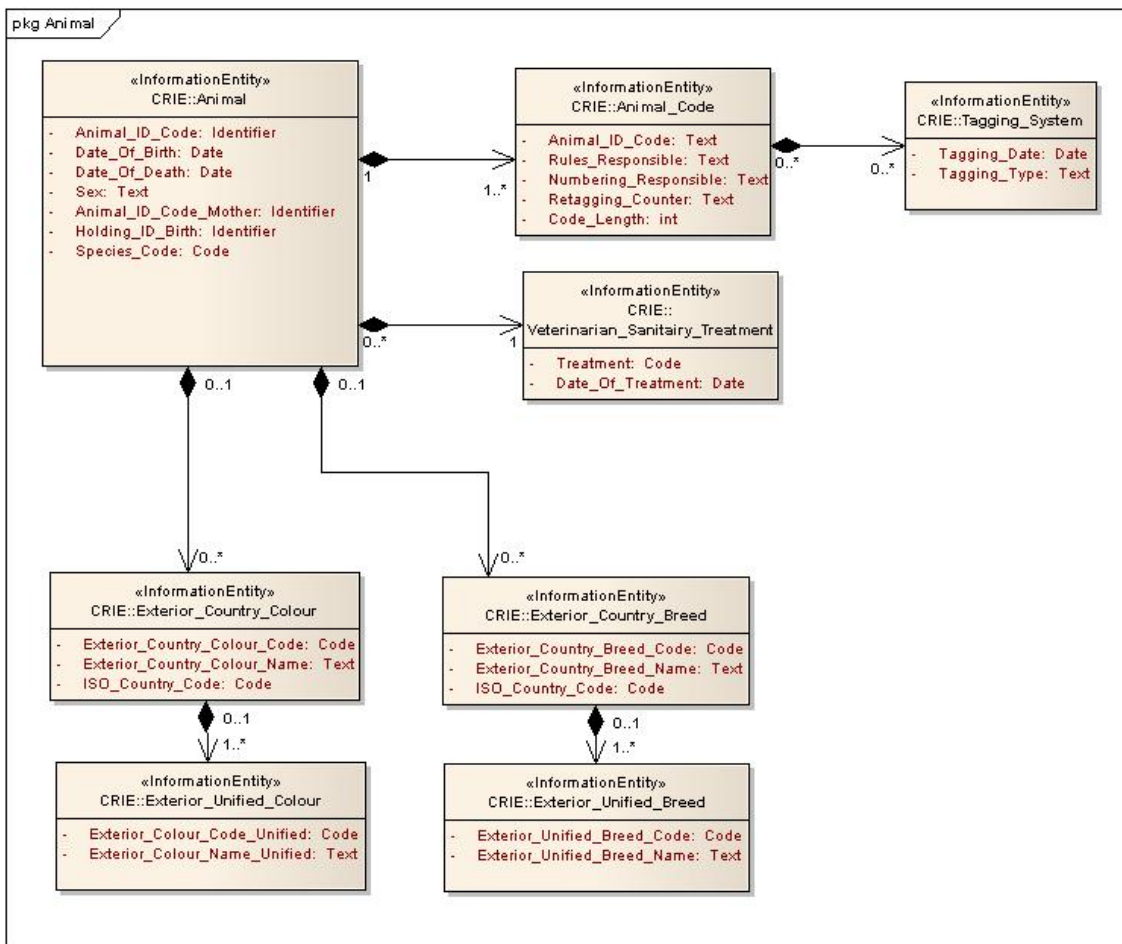 pkg Animal
«InformationEntity»
CRIE::Animal
- Animal_ID_Code: Identifier
- Date_Of_Birth: Date
- Date_Of_Death: Date
- Sex: Text
- Animal_ID_Code_Mother: Identifier
- Holding_ID_Birth: Identifier
- Species_Code: Code
1
1..*
«InformationEntity»
CRIE::Animal_Code
- Animal_ID_Code: Text
- Rules_Responsible: Text
- Numbering_Responsible: Text
- Retagging_Counter: Text
- Code_Length: int
0..*
0..*
«InformationEntity»
CRIE::Tagging_System
- Tagging_Date: Date
- Tagging_Type: Text
0..*
1
«InformationEntity»
CRIE::
Veterinarian_Sanitairy_Treatment
- Treatment: Code
- Date_Of_Treatment: Date
0..1
0..1
0..*
0..*
«InformationEntity»
CRIE::Exterior_Country_Colour
- Exterior_Country_Colour_Code: Code
- Exterior_Country_Colour_Name: Text
- ISO_Country_Code: Code
0..1
1..*
«InformationEntity»
CRIE::Exterior_Unified_Colour
- Exterior_Colour_Code_Unified: Code
- Exterior_Colour_Name_Unified: Text
«InformationEntity»
CRIE::Exterior_Country_Breed
- Exterior_Country_Breed_Code: Code
- Exterior_Country_Breed_Name: Text
- ISO_Country_Code: Code
0..1
1..*
«InformationEntity»
CRIE::Exterior_Unified_Breed
- Exterior_Unified_Breed_Code: Code
- Exterior_Unified_Breed_Name: Text